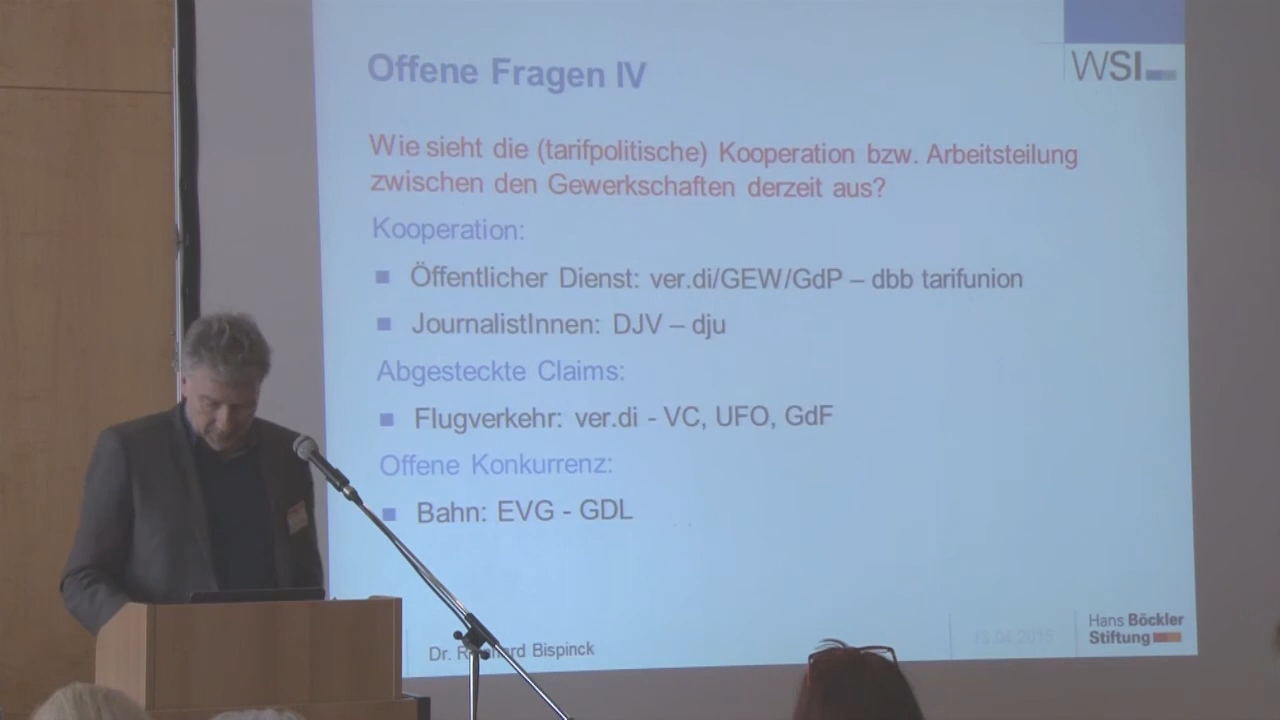 Offene Fragen IV
WSI
Wie sieht die (tarifpolitische) Kooperation bzw. Arbeitsteilung
zwischen den Gewerkschaften derzeit aus?
Kooperation:
Öffentlicher Dienst: ver.di/GEW/GdP – dbb tarifunion
JournalistInnen: DJV – dju
Abgesteckte Claims:
Flugverkehr: ver.di - VC, UFO, GdF
Offene Konkurrenz:
Bahn: EVG - GDL
Dr. Bispinck
Hans Böckler
Stiftung